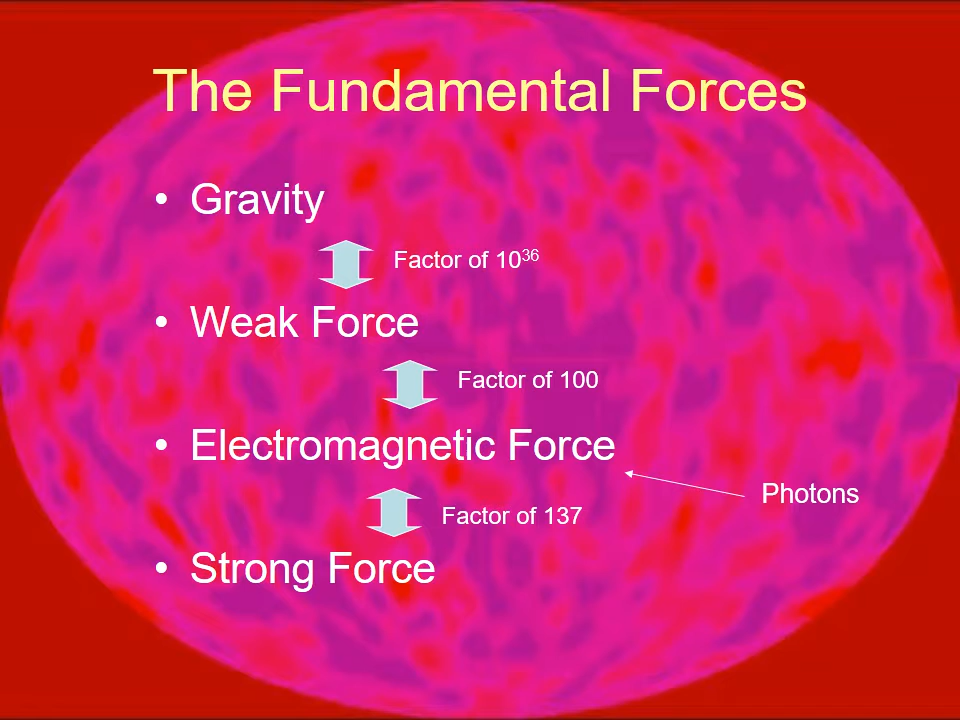 The Fundamental Forces
• Gravity
Factor of 10³⁶
• Weak Force
Factor of 100
• Electromagnetic Force
Photons
Factor of 137
• Strong Force